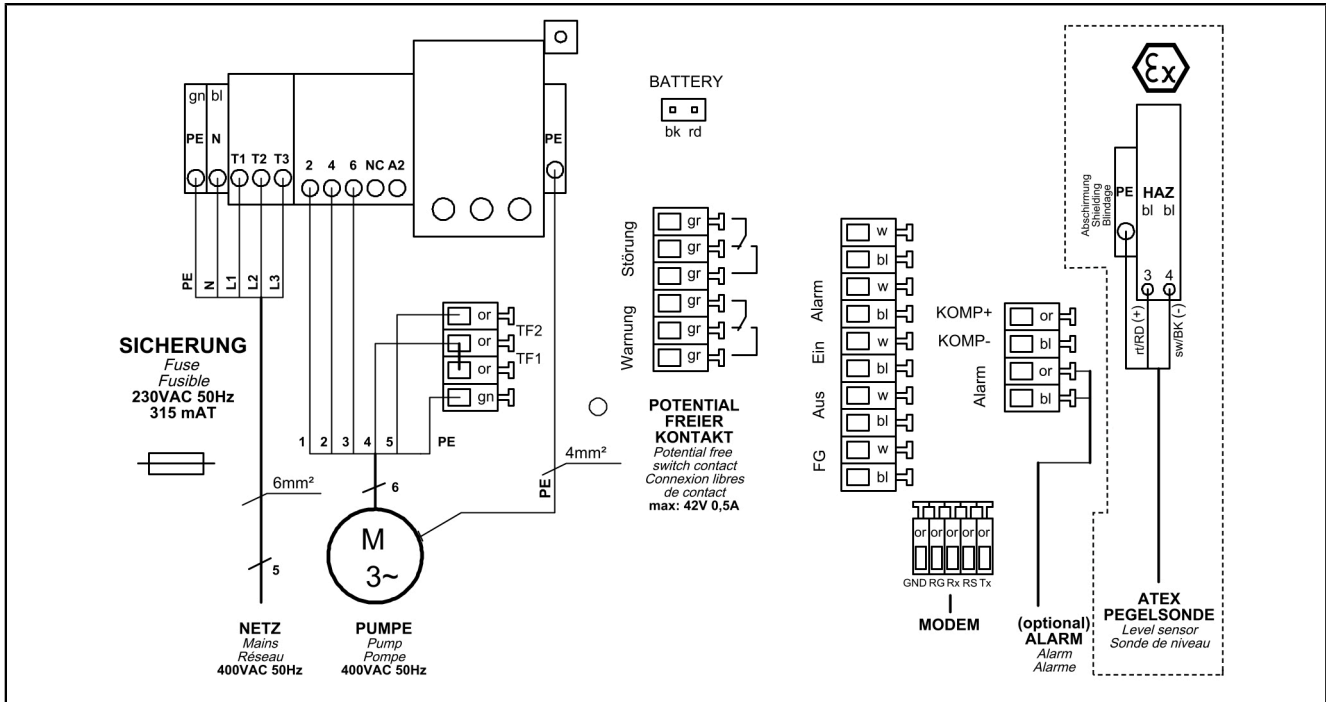 gn bl
PE N
T1 T2 T3
2 4 6 NC A2
PE
PE N L1 L2 L3
SICHERUNG
Fuse
Fusible
230VAC 50Hz
315 mAT
6mm²
5
NETZ
Mains
Réseau
400VAC 50Hz
1 2 3 4 5 PE
6
M
3~
PUMPE
Pump
Pompe
400VAC 50Hz
or
or
or
gn
TF2
TF1
4mm²
PE
BATTERY
bk rd
Störung
gr
gr
gr
Warnung
gr
gr
gr
POTENTIAL
FREIER
KONTAKT
Potential free
switch contact
Connexion libres
de contact
max: 42V 0,5A
Alarm
Ein
Aus
FG
w
bl
w
bl
w
bl
w
bl
w
bl
or or or or or
GND RG Rx RS Tx
MODEM
KOMP+ or
KOMP- bl
Alarm
or
bl
(optional)
ALARM
Alarm
Alarme
Ex
Abschirmung
Shielding
Blindage
PE
HAZ
bl bl
3 4
rt/RD (+)
sw/BK (-)
ATEX
PEGELSONDE
Level sensor
Sonde de niveau